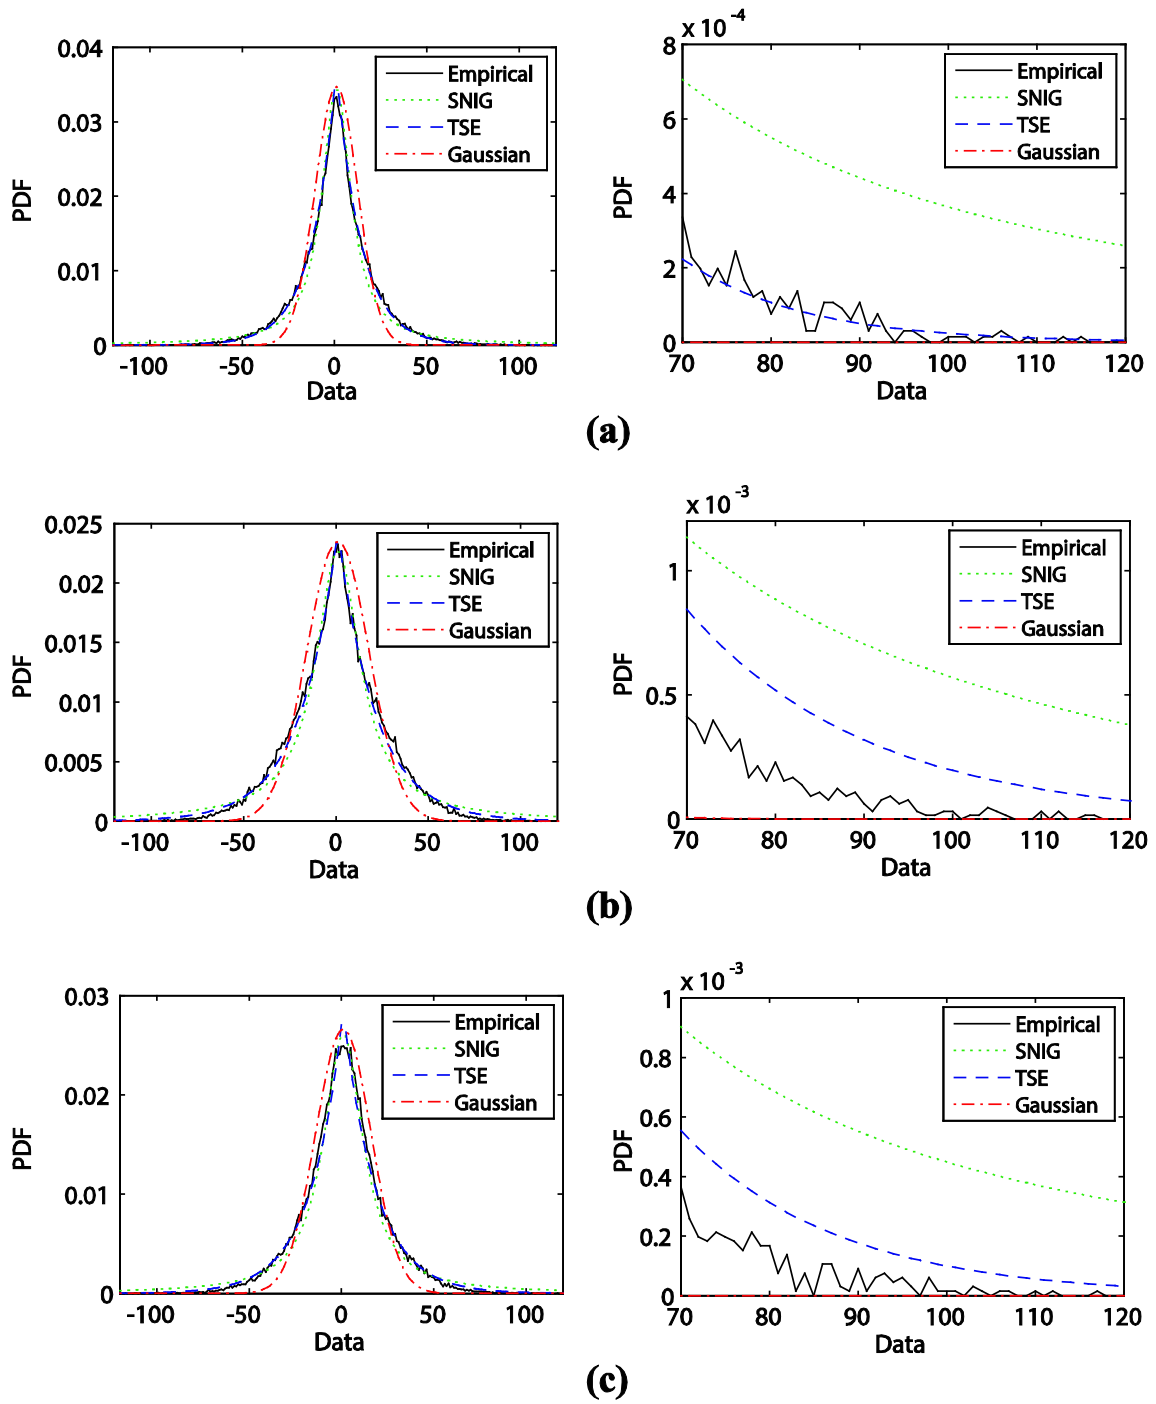 0.04
0.03
0.02
0.01
0
PDF
-100
-50
0
50
100
Data
Empirical
SNIG
TSE
Gaussian
x 10 -4
8
6
4
2
0
PDF
70
80
90
100
110
120
Data
Empirical
SNIG
TSE
Gaussian
(a)
0.025
0.02
0.015
0.01
0.005
0
PDF
-100
-50
0
50
100
Data
Empirical
SNIG
TSE
Gaussian
x 10 -3
1
0.5
0
PDF
70
80
90
100
110
120
Data
Empirical
SNIG
TSE
Gaussian
(b)
0.03
0.02
0.01
0
PDF
-100
-50
0
50
100
Data
Empirical
SNIG
TSE
Gaussian
x 10 -3
1
0.8
0.6
0.4
0.2
0
PDF
70
80
90
100
110
120
Data
Empirical
SNIG
TSE
Gaussian
(c)